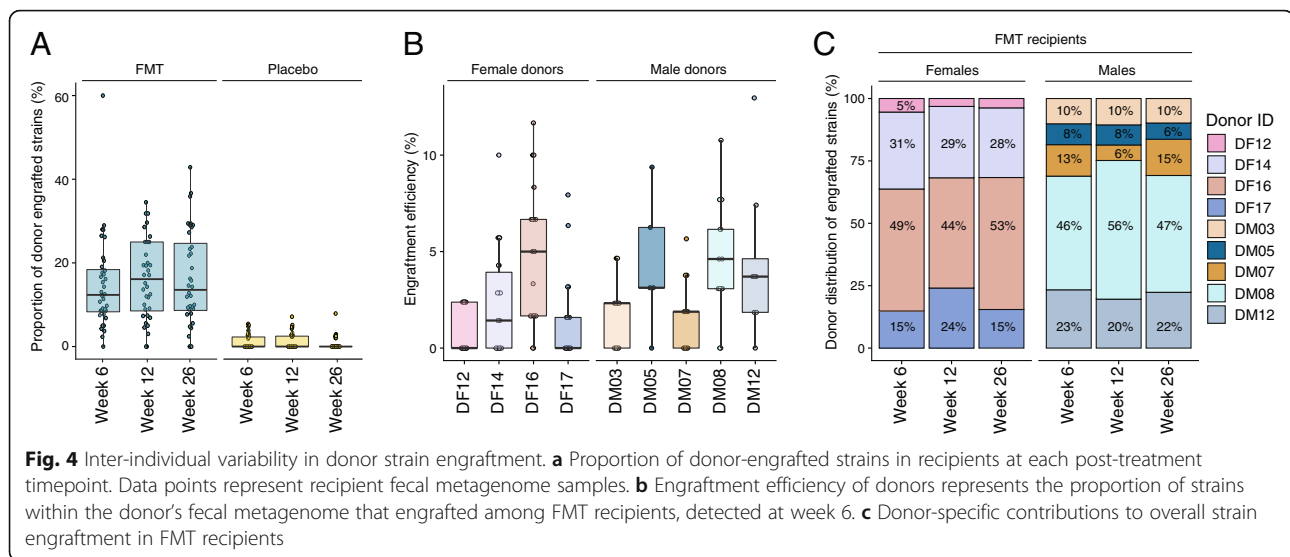 A
FMT Placebo
Proportion of donor engrafted strains (%)
60
40
20
0
Week 6
Week 12
Week 26
Week 6
Week 12
Week 26
B
Female donors Male donors
Engraftment efficiency (%)
10
5
0
DF12
DF14
DF16
DF17
DM03
DM05
DM07
DM08
DM12
C
FMT recipients
Females Males
Donor distribution of engrafted strains (%)
100
75
50
25
0
5% 10% 10% 10%
31% 29% 28% 8% 8% 6%
13% 6% 15%
49% 44% 53% 46% 56% 47%
15% 24% 15% 23% 20% 22%
Week 6
Week 12
Week 26
Week 6
Week 12
Week 26
Donor ID
DF12
DF14
DF16
DF17
DM03
DM05
DM07
DM08
DM12
Fig. 4 Inter-individual variability in donor strain engraftment. a Proportion of donor-engrafted strains in recipients at each post-treatment
timepoint. Data points represent recipient fecal metagenome samples. b Engraftment efficiency of donors represents the proportion of strains
within the donor's fecal metagenome that engrafted among FMT recipients, detected at week 6. c Donor-specific contributions to overall strain
engraftment in FMT recipients